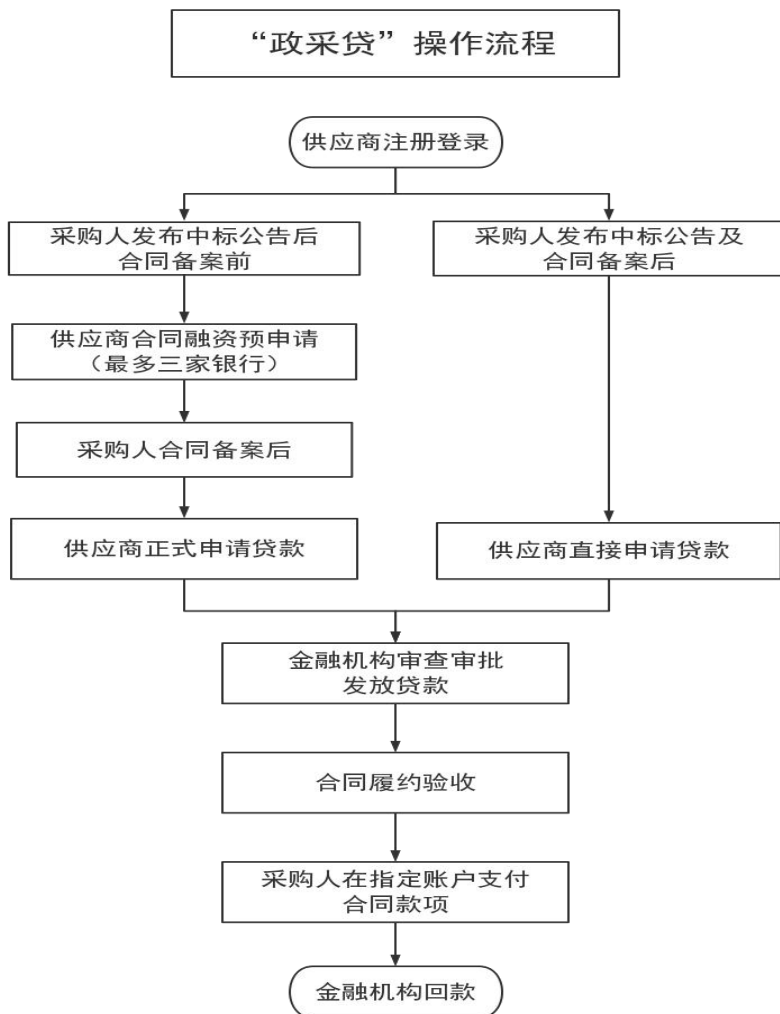 “政采贷”操作流程
供应商注册登录
采购人发布中标公告后
合同备案前
采购人发布中标公告及
合同备案后
供应商合同融资预申请
（最多三家银行）
采购人合同备案后
供应商正式申请贷款
供应商直接申请贷款
金融机构审查审批
发放贷款
合同履约验收
采购人在指定账户支付
合同款项
金融机构回款